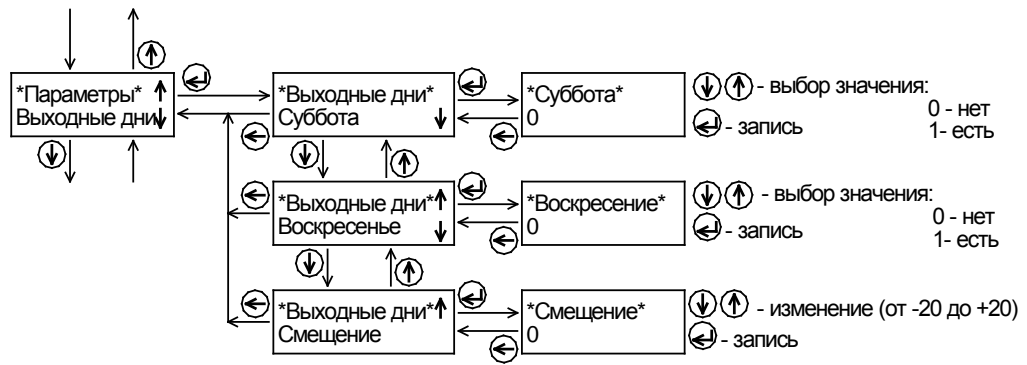 *Параметры*
Выходные дни
*Выходные дни*
Суббота
*Суббота*
0
- выбор значения:
0 - нет
1- есть
- запись
*Выходные дни*
Воскресенье
*Воскресение*
0
- выбор значения:
0 - нет
1- есть
- запись
*Выходные дни*
Смещение
*Смещение*
0
- изменение (от -20 до +20)
- запись